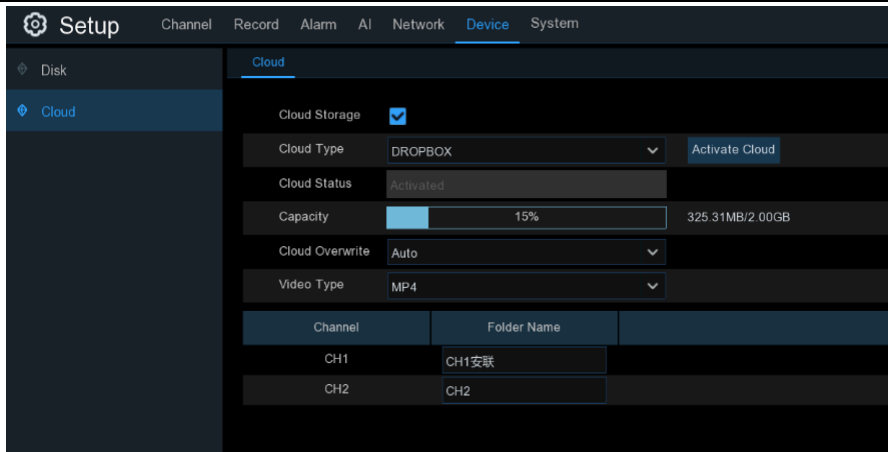 Setup Channel Record Alarm AI Network Device System
Disk
Cloud
Cloud
Cloud Storage
Cloud Type DROPBOX Activate Cloud
Cloud Status Activated
Capacity 15% 325.31MB/2.00GB
Cloud Overwrite Auto
Video Type MP4
Channel Folder Name
CH1 CH1安联
CH2 CH2